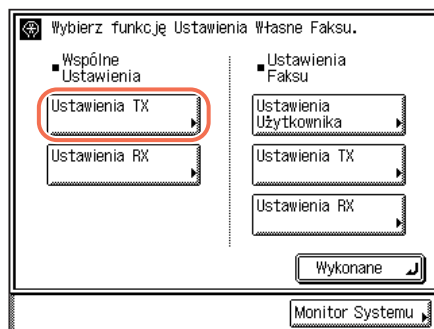 Wybierz funkcję Ustawienia Własne Faksu.
Wspólne
Ustawienia
Ustawienia TX
Ustawienia RX
Ustawienia
Faksu
Ustawienia
Użytkownika
Ustawienia TX
Ustawienia RX
Wykonane
Monitor Systemu